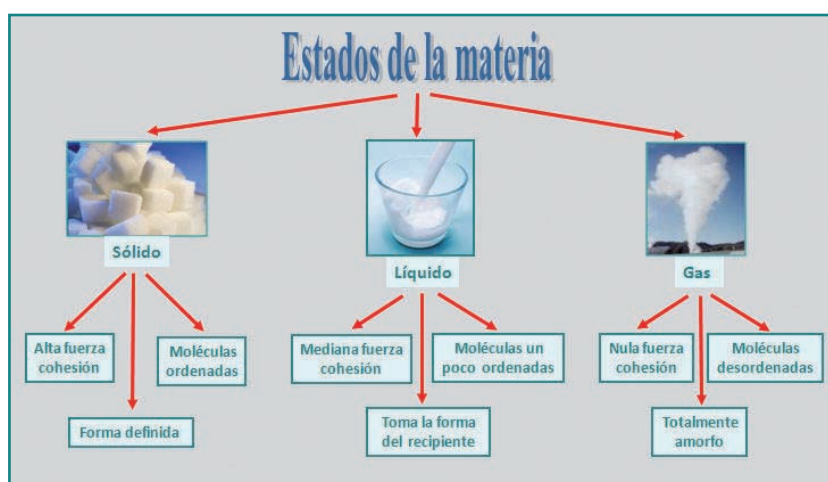 Estados de la materia
Sólido
Líquido
Gas
Alta fuerza
cohesión
Moléculas
ordenadas
Forma definida
Mediana fuerza
cohesión
Moléculas un
poco ordenadas
Toma la forma
del recipiente
Nula fuerza
cohesión
Moléculas
desordenadas
Totalmente
amorfo